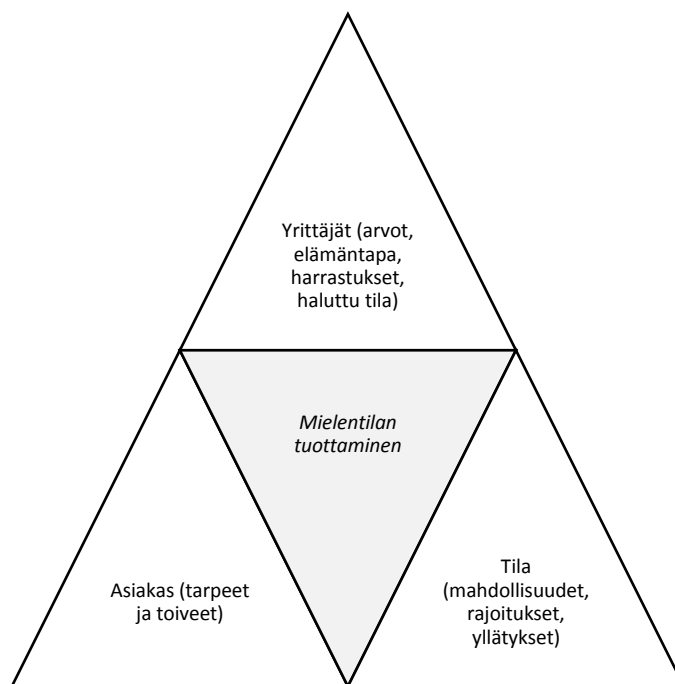 Yrittäjät (arvot,
elämäntapa,
harrastukset,
haluttu tila)
Mielentilan
tuottaminen
Asiakas (tarpeet
ja toiveet)
Tila
(mahdollisuudet,
rajoitukset,
yllätykset)